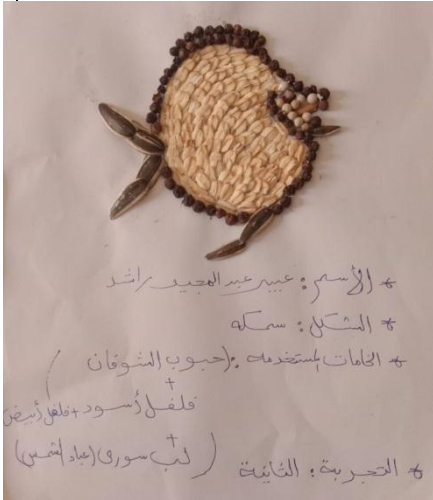 * الأسم : عبير عبد المجيد راشد
* الشكل : سمكه
* الخامات المستخدمه : (حبوب الشوفان
+
فلفل أسود + فلفل أبيض
+
لب سورى (عباد الشمس)
* التجربة : الثانية